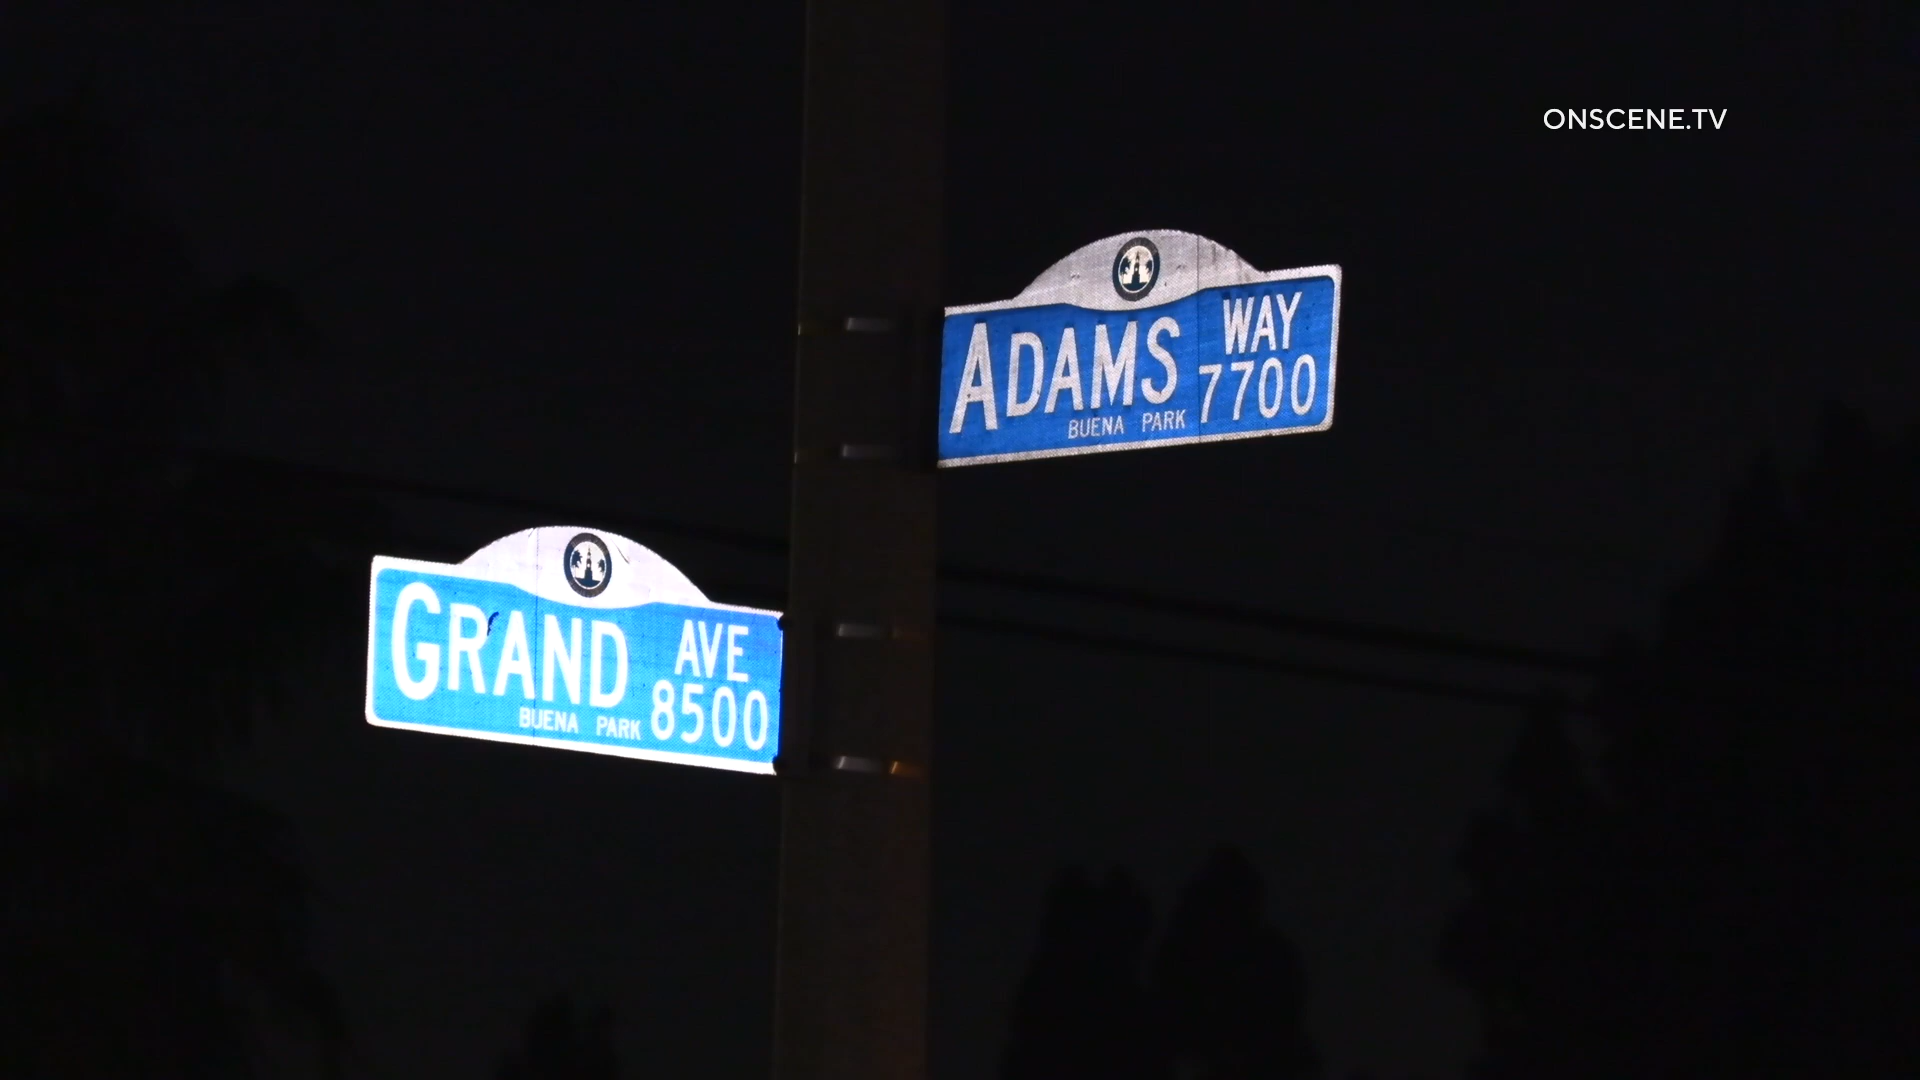 ONSCENE.TV
ADAMS WAY
7700
BUENA PARK
GRAND AVE
8500
BUENA PARK